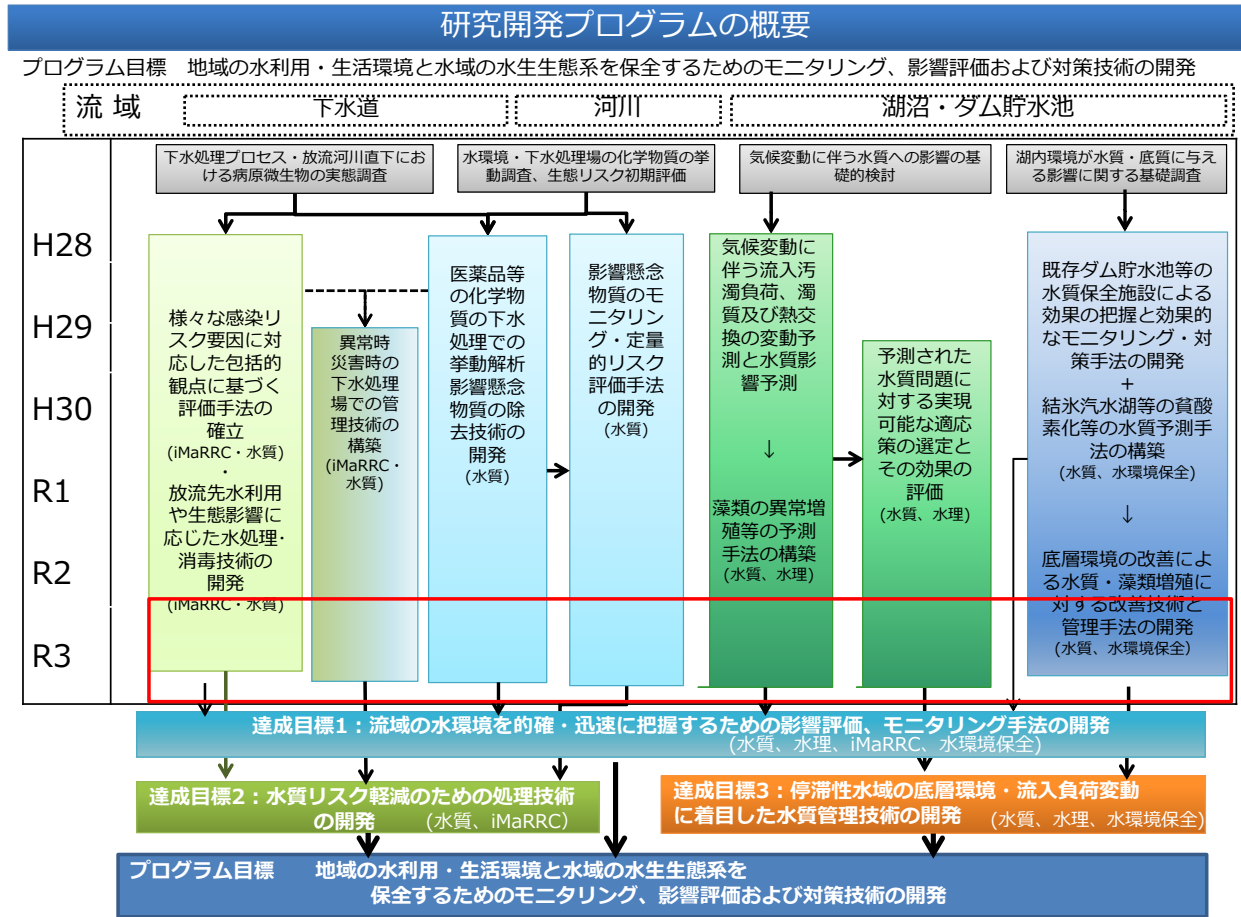 研究開発プログラムの概要
プログラム目標　地域の水利用・生活環境と水域の水生生態系を保全するためのモニタリング、影響評価および対策技術の開発
流 域
下水道
河川
湖沼・ダム貯水池
下水処理プロセス・放流河川直下にお
ける病原微生物の実態調査
水環境・下水処理場の化学物質の挙
動調査、生態リスク初期評価
気候変動に伴う水質への影響の基
礎的検討
湖内環境が水質・底質に与え
る影響に関する基礎調査
H28
H29
H30
R1
R2
R3
様々な感染リ
スク要因に対
応した包括的
観点に基づく
評価手法の
確立
(iMaRRC・水質)
・
放流先水利用
や生態影響に
応じた水処理・
消毒技術の
開発
(iMaRRC・水質)
異常時
災害時の
下水処理
場での管
理技術の
構築
(iMaRRC・
水質)
医薬品等
の化学物
質の下水
処理での
挙動解析
影響懸念
物質の除
去技術の
開発
(水質)
影響懸念
物質のモ
ニタリン
グ・定量
的リスク
評価手法
の開発
(水質)
気候変動に
伴う流入汚
濁負荷、濁
質及び熱交
換の変動予
測と水質影
響予測
↓
藻類の異常増
殖等の予測
手法の構築
(水質、水理)
予測された
水質問題に
対する実現
可能な適応
策の選定と
その効果の
評価
(水質、水理)
既存ダム貯水池等の
水質保全施設による
効果の把握と効果的
なモニタリング・対
策手法の開発
+
結氷汽水湖等の貧酸
素化等の水質予測手
法の構築
(水質、水環境保全)
↓
底層環境の改善によ
る水質・藻類増殖に
対する改善技術と
管理手法の開発
(水質、水環境保全)
達成目標1：流域の水環境を的確・迅速に把握するための影響評価、モニタリング手法の開発
(水質、水理、iMaRRC、水環境保全)
達成目標2：水質リスク軽減のための処理技術
の開発　(水質、iMaRRC)
達成目標3：停滞性水域の底層環境・流入負荷変動
に着目した水質管理技術の開発　(水質、水理、水環境保全)
プログラム目標　地域の水利用・生活環境と水域の水生生態系を
保全するためのモニタリング、影響評価および対策技術の開発